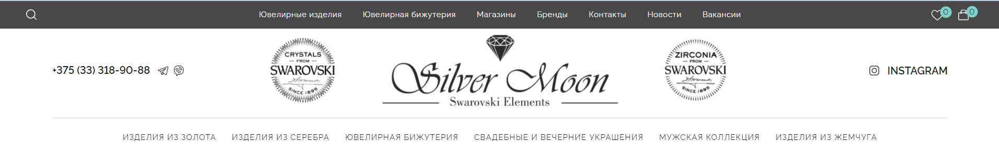 Ювелирные изделия Ювелирная бижутерия Магазины Бренды Контакты Новости Вакансии 0 0
+375 (33) 318-90-88
CRYSTALS
FROM
SWAROVSKI
SINCE 1895
Silver Moon
Swarovski Elements
ZIRCONIA
FROM
SWAROVSKI
SINCE 1895
INSTAGRAM
ИЗДЕЛИЯ ИЗ ЗОЛОТА ИЗДЕЛИЯ ИЗ СЕРЕБРА ЮВЕЛИРНАЯ БИЖУТЕРИЯ СВАДЕБНЫЕ И ВЕЧЕРНИЕ УКРАШЕНИЯ МУЖСКАЯ КОЛЛЕКЦИЯ ИЗДЕЛИЯ ИЗ ЖЕМЧУГА